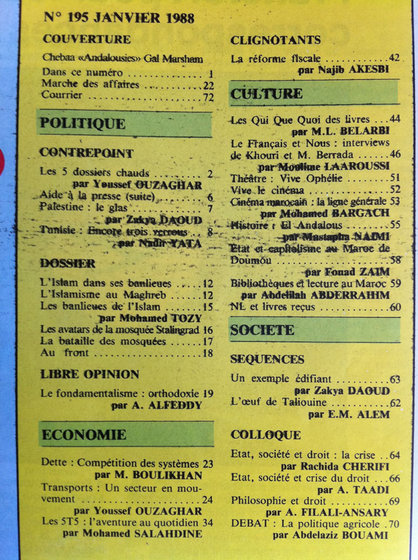 N° 195 JANVIER 1988
COUVERTURE
Chebaa «Andalousies» Gal Marsham
Dans ce numéro 1
Marche des affaires 22
Courrier 72
POLITIQUE
CONTREPOINT
Les 5 dossiers chauds 2
par Youssef OUZAGHAR
Aide à la presse (suite) 6
Palestine : le glas 7
par Zakya DAOUD
Tunisie : Encore trois verrous 8
par Nadir YATA
DOSSIER
L'Islam dans ses banlieues 12
L'Islamisme au Maghreb 12
Les banlieues de l'Islam 15
par Mohamed TOZY
Les avatars de la mosquée Stalingrad 16
La bataille des mosquées 17
Au front 18
LIBRE OPINION
Le fondamentalisme : orthodoxie 19
par A. ALFEDDY
ECONOMIE
Dette : Compétition des systèmes 23
par M. BOULIKHAN
Transports : Un secteur en mou-
vement 24
par Youssef OUZAGHAR
Les 5T5 : l'aventure au quotidien 34
par Mohamed SALAHDINE
CLIGNOTANTS
La réforme fiscale 42
par Najib AKESBI
CULTURE
Les Qui Que Quoi des livres 44
par M.L. BELARBI
Le Français et Nous : interviews
de Khouri et M. Berrada 46
par Mouline LAAROUSSI
Théâtre : Vive Ophélie 51
Vive le cinéma 52
Cinéma marocain : la ligne générale 53
par Mohamed BARGACH
Histoire : El Andalous 55
par Mustapha NAIMI
Etat et capitalisme au Maroc de
Doumou 58
par Fouad ZAIM
Bibliothèques et lecture au Maroc 59
par Abdelilah ABDERRAHIM
NL et livres reçus 60
SOCIETE
SEQUENCES
Un exemple édifiant 63
par Zakya DAOUD
L'œuf de Taliouine 62
par E.M. ALEM
COLLOQUE
Etat, société et droit : la crise 64
par Rachida CHERIFI
Etat, société et crise du droit 66
par A. TAADI
Philosophie et droit 69
par A. FILALI-ANSARY
DEBAT : La politique agricole 70
par Abdelaziz BOUAMI